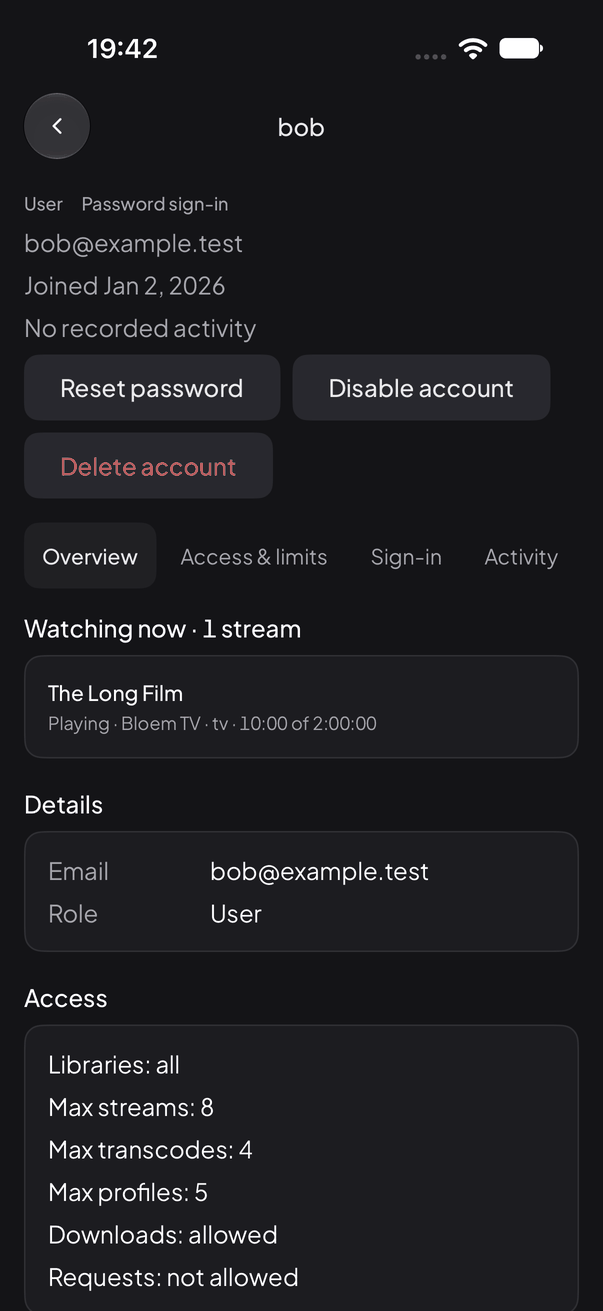 19:42
bob
User Password sign-in
bob@example.test
Joined Jan 2, 2026
No recorded activity
Reset password Disable account
Delete account
Overview Access & limits Sign-in Activity
Watching now · 1 stream
The Long Film
Playing · Bloem TV · tv · 10:00 of 2:00:00
Details
Email bob@example.test
Role User
Access
Libraries: all
Max streams: 8
Max transcodes: 4
Max profiles: 5
Downloads: allowed
Requests: not allowed